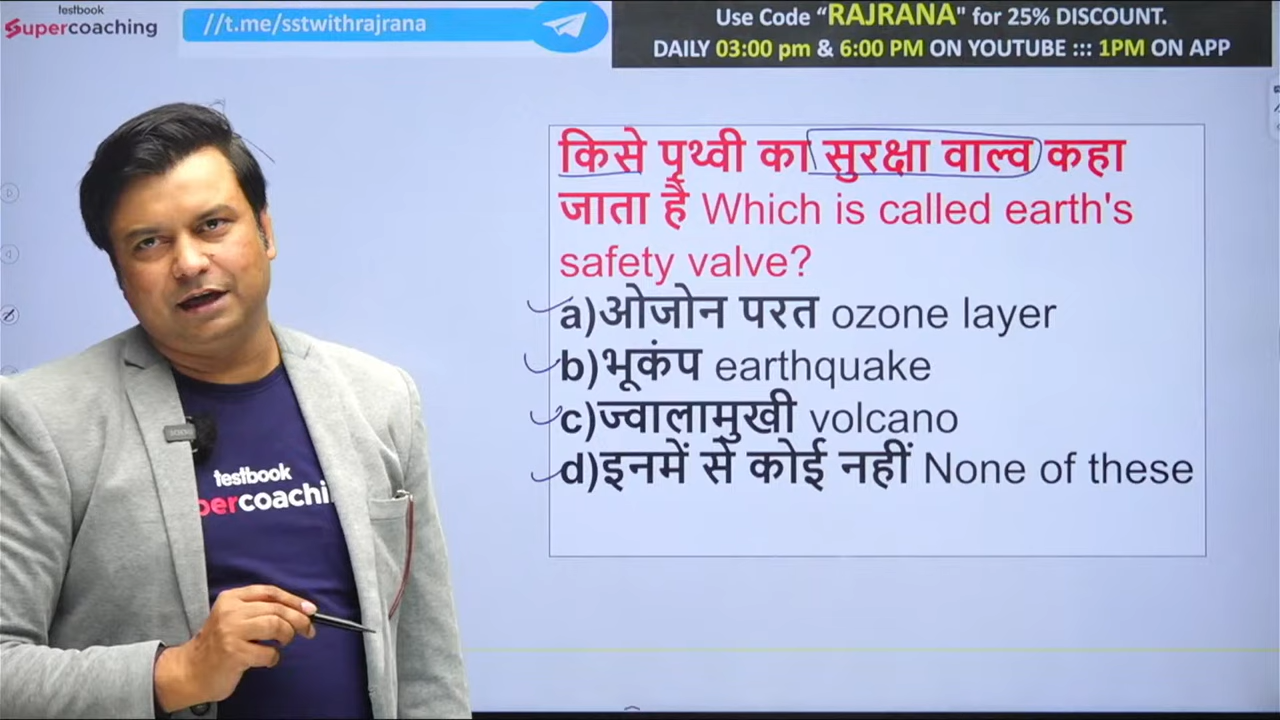 testbook
Supercoaching
//t.me/sstwithrajrana
Use Code “RAJRANA" for 25% DISCOUNT.
DAILY 03:00 pm & 6:00 PM ON YOUTUBE ::: 1PM ON APP
किसे पृथ्वी का सुरक्षा वाल्व कहा
जाता है Which is called earth's
safety valve?
a)ओजोन परत ozone layer
b)भूकंप earthquake
c)ज्वालामुखी volcano
d)इनमें से कोई नहीं None of these
testbook
percoachi